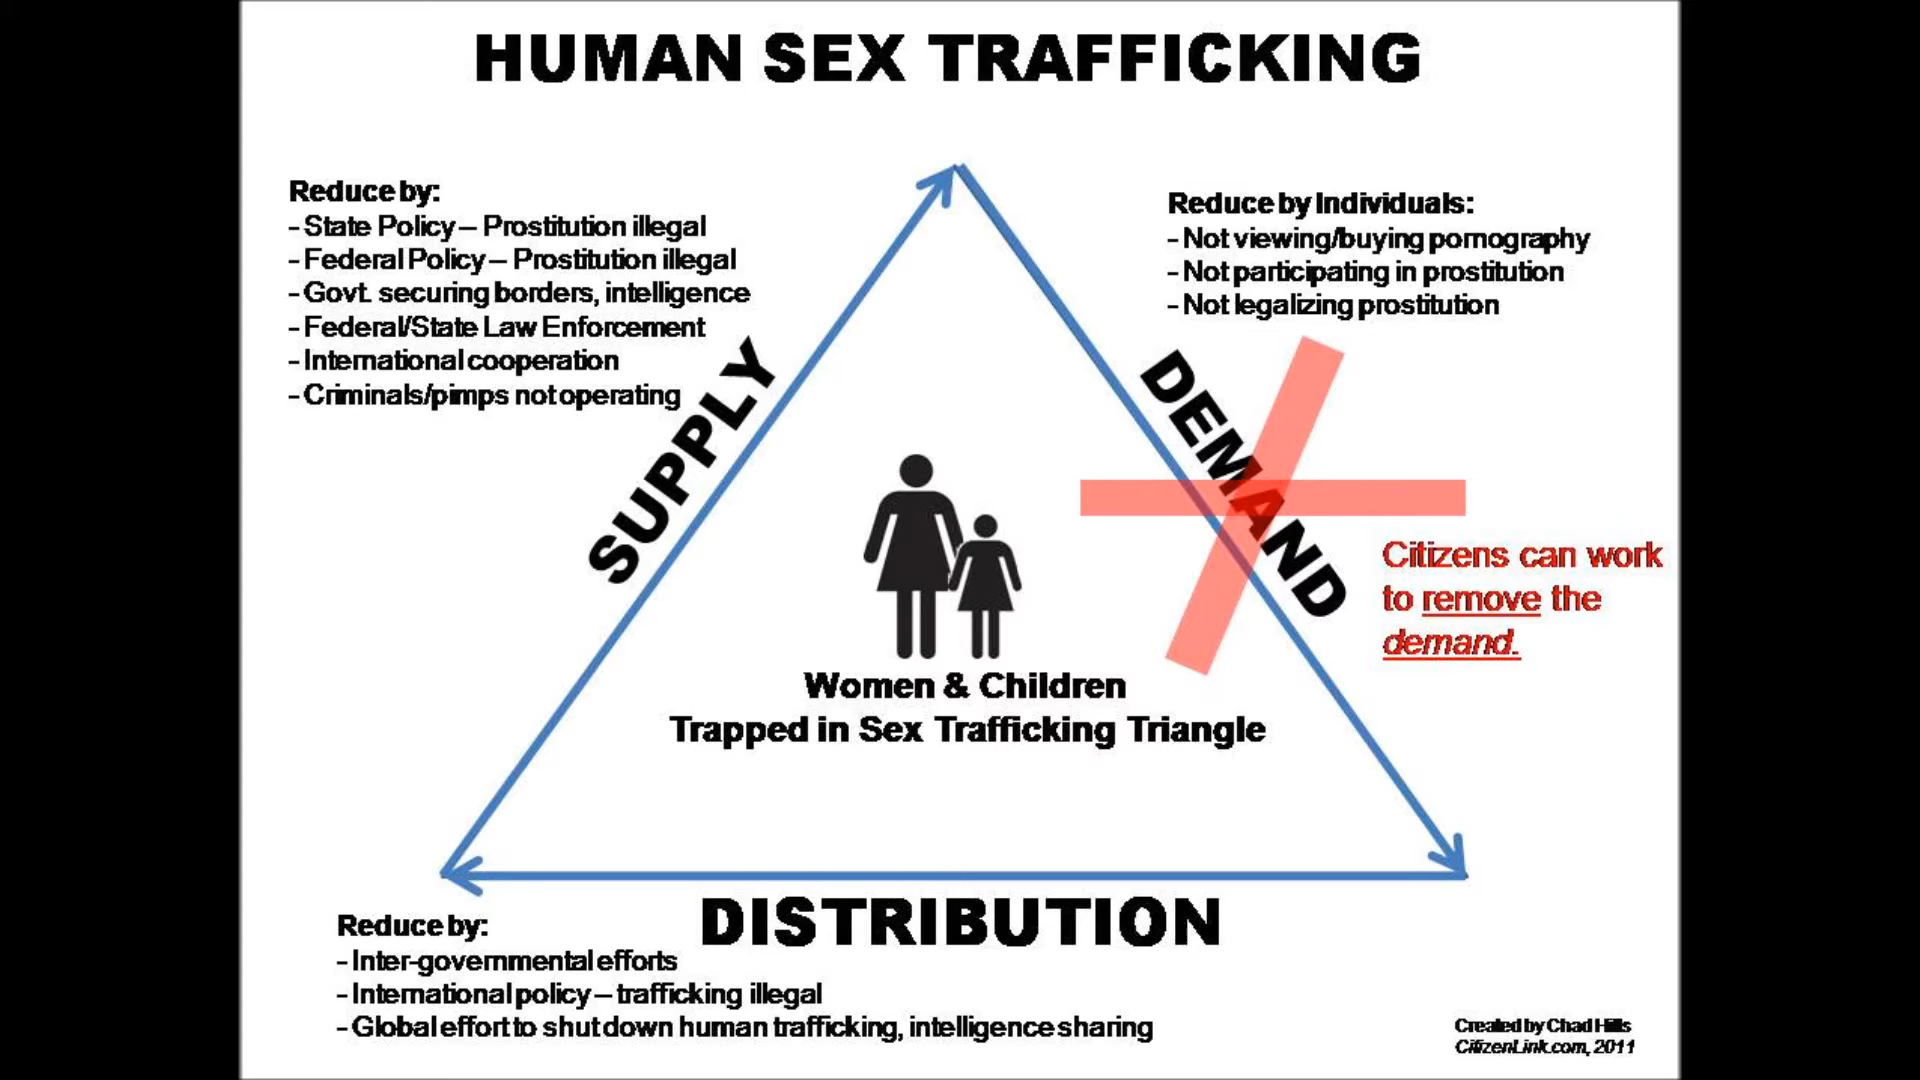 HUMAN SEX TRAFFICKING
Reduce by:
- State Policy – Prostitution illegal
- Federal Policy – Prostitution illegal
- Govt. securing borders, intelligence
- Federal/State Law Enforcement
- International cooperation
- Criminals/pimps not operating
SUPPLY
Reduce by Individuals:
- Not viewing/buying pornography
- Not participating in prostitution
- Not legalizing prostitution
DEMAND
Citizens can work
to remove the
demand.
Women & Children
Trapped in Sex Trafficking Triangle
DISTRIBUTION
Reduce by:
- Inter-governmental efforts
- International policy – trafficking illegal
- Global effort to shut down human trafficking, intelligence sharing
Created by Chad Hills
CitizenLink.com, 2011